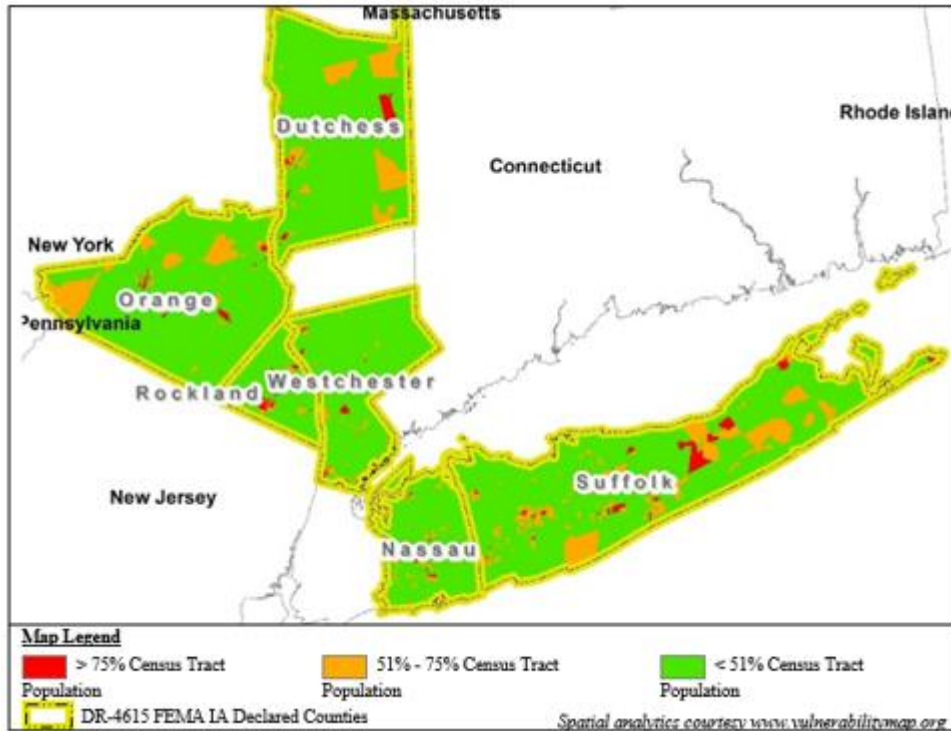 Massachusetts
Rhode Islan
Dutchess
Connecticut
New York
Orange
Pennsylvania
Westchester
Rockland
New Jersey
Suffolk
Nassau
Map Legend
> 75% Census Tract Population
51% - 75% Census Tract Population
< 51% Census Tract Population
DR-4615 FEMA IA Declared Counties
Spatial analytics courtesy www.vulnerabilitymap.org